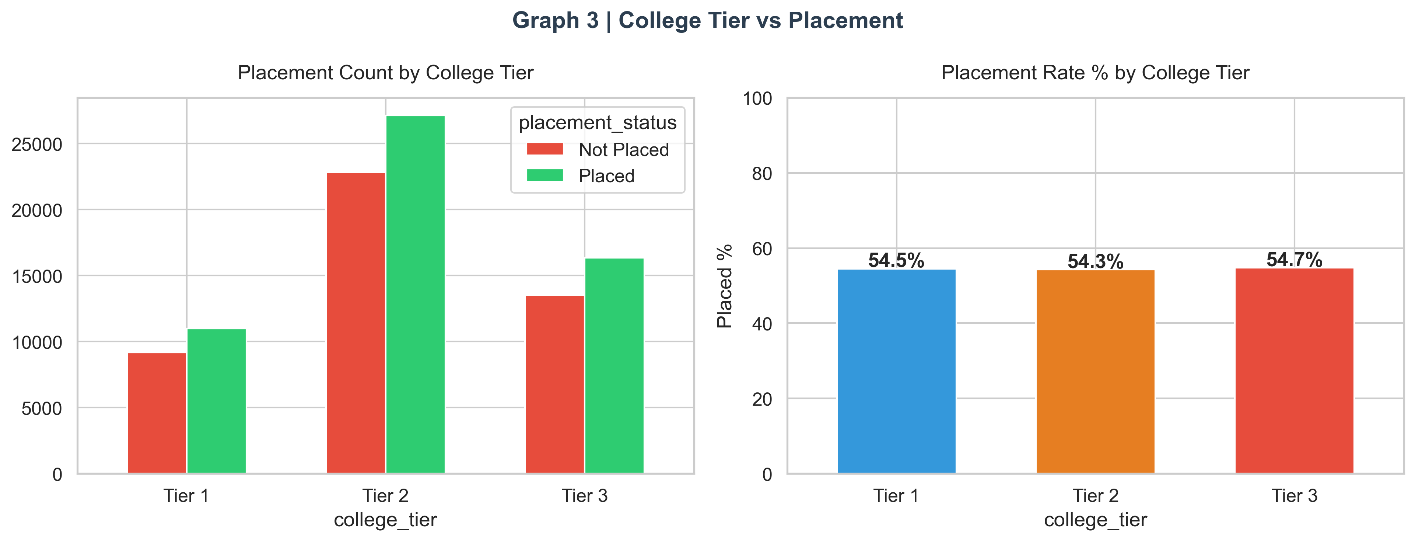 Graph 3 | College Tier vs Placement
Placement Count by College Tier
25000
20000
15000
10000
5000
0
placement_status
Not Placed
Placed
Tier 1
Tier 2
Tier 3
college_tier
Placement Rate % by College Tier
Placed %
100
80
60
40
20
0
54.5%
54.3%
54.7%
Tier 1
Tier 2
Tier 3
college_tier